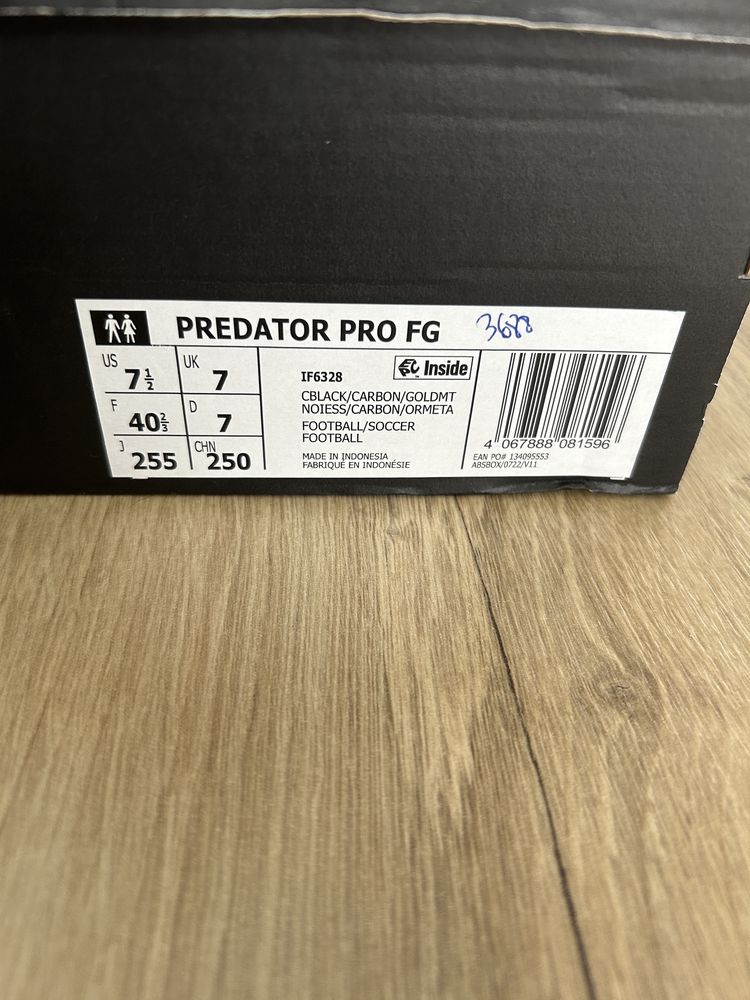 PREDATOR PRO FG 3688
US 7 1/2 UK 7
F 40 2/3 D 7
J 255 CHN 250
IF6328 Inside
CBLACK/CARBON/GOLDMT
NOIESS/CARBON/ORMETA
FOOTBALL/SOCCER
FOOTBALL
MADE IN INDONESIA
FABRIQUÉ EN INDONÉSIE
4 067888 081596
EAN PO# 134095553
ABSBOX/0722/V11